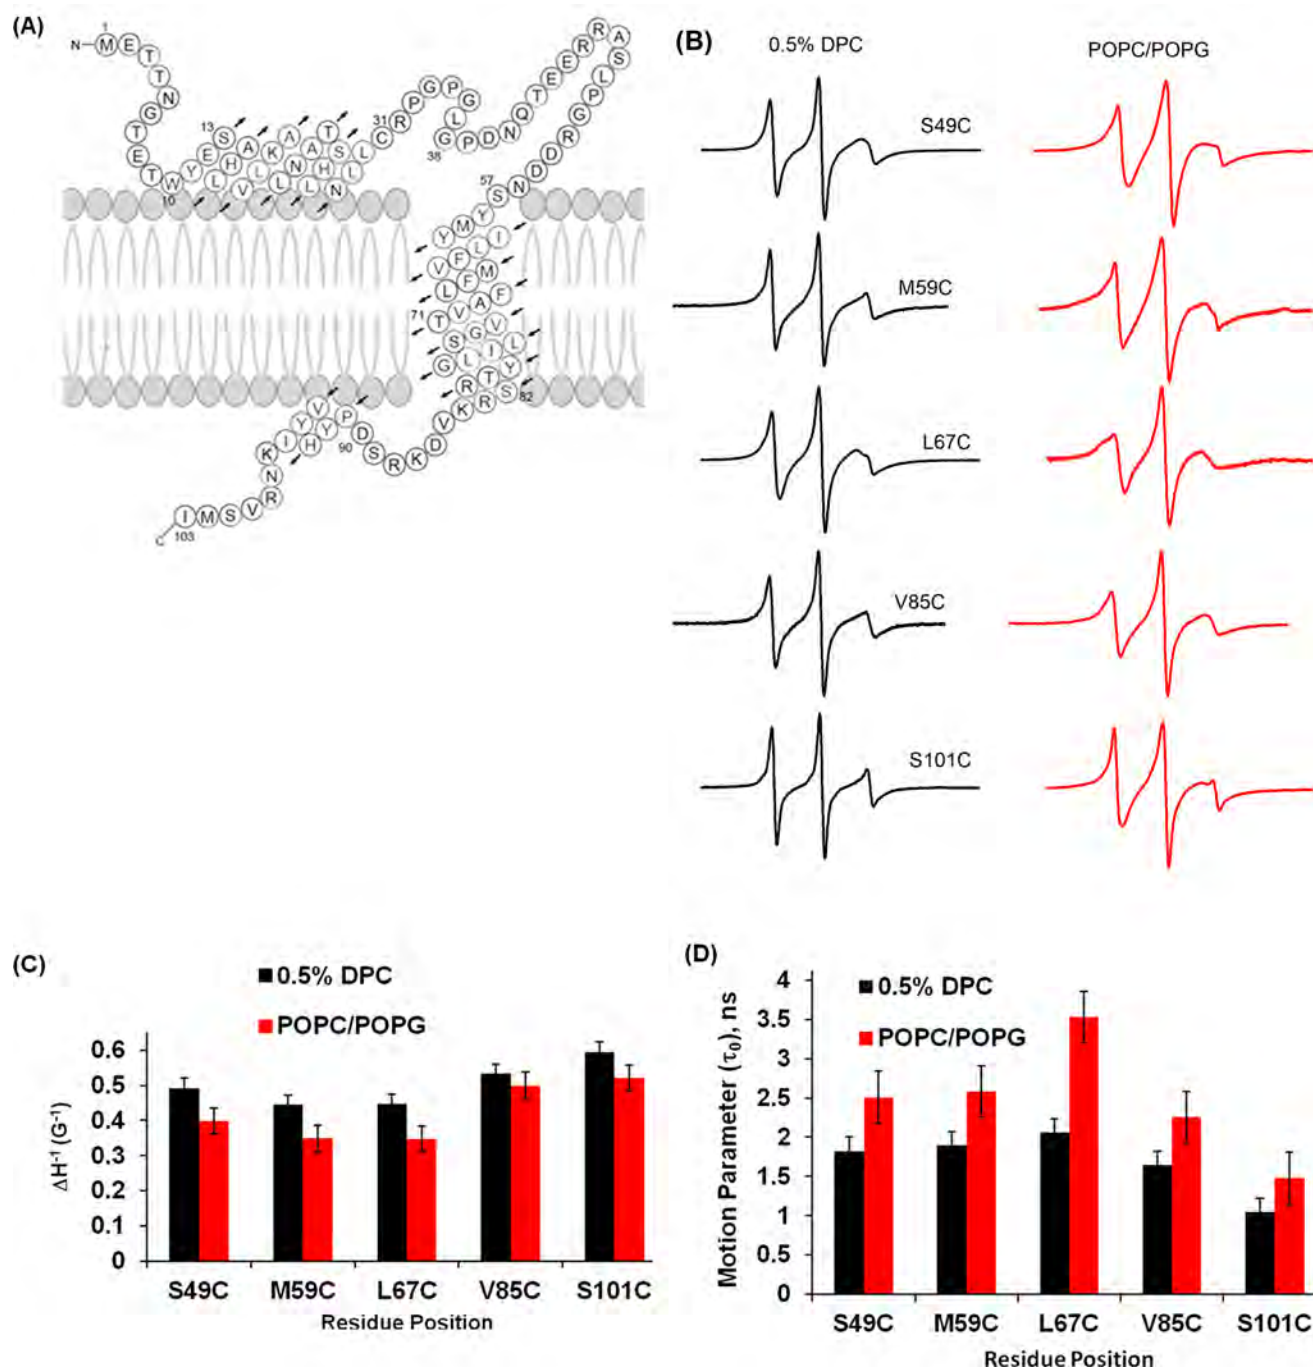 (A)
1
N
M E T T N G T E T W
10
13
Y E S H A K A A A T S L C
L V L L N L H L N
31
R P G P G L G
38
P D N Q T E E R R A S L P G R D D N S
57
Y M Y I
V F L M
L F A F
71
T V G V
S I L
G L T Y
R S
82
R K V D K R S D P
90
V Y H Y I K N R V S M I
103
C
(B)
0.5% DPC
POPC/POPG
S49C
M59C
L67C
V85C
S101C
(C)
0.5% DPC
POPC/POPG
ΔH⁻¹ (G⁻¹)
0.6
0.5
0.4
0.3
0.2
0.1
0
S49C M59C L67C V85C S101C
Residue Position
(D)
0.5% DPC
POPC/POPG
Motion Parameter (τ₀), ns
4
3.5
3
2.5
2
1.5
1
0.5
0
S49C M59C L67C V85C S101C
Residue Position